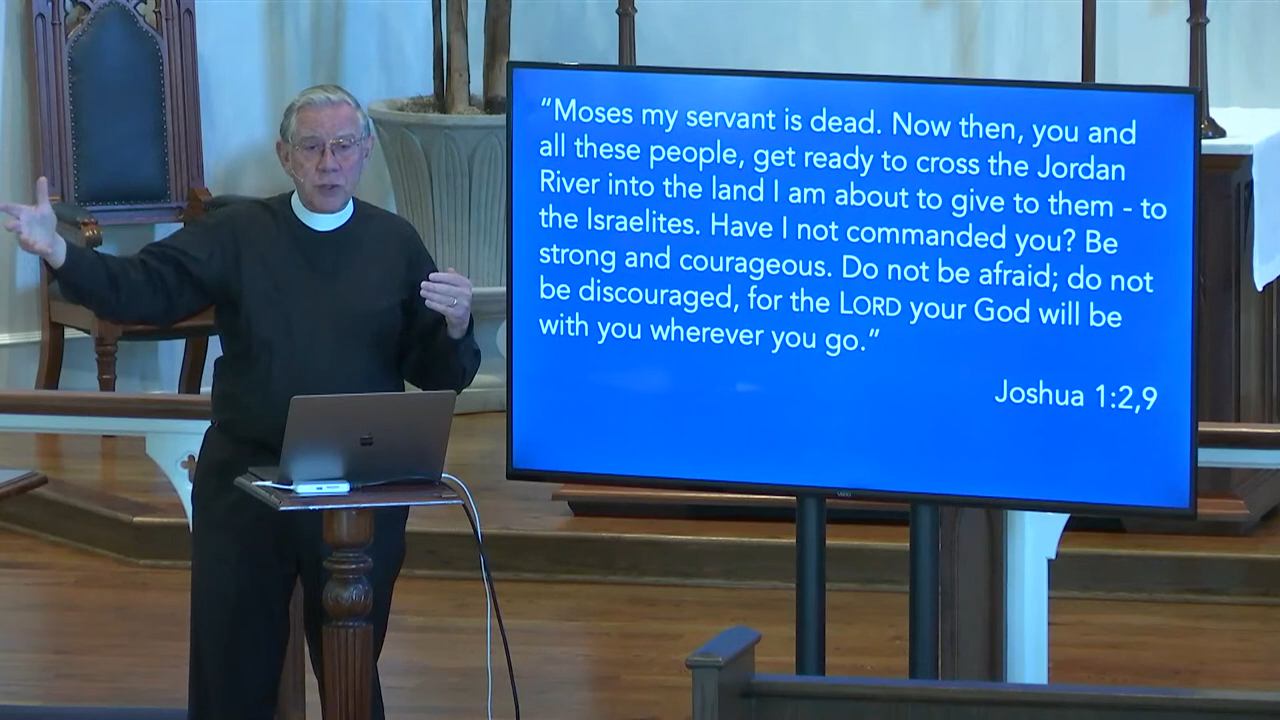 “Moses my servant is dead. Now then, you and
all these people, get ready to cross the Jordan
River into the land I am about to give to them - to
the Israelites. Have I not commanded you? Be
strong and courageous. Do not be afraid; do not
be discouraged, for the LORD your God will be
with you wherever you go.”
Joshua 1:2,9